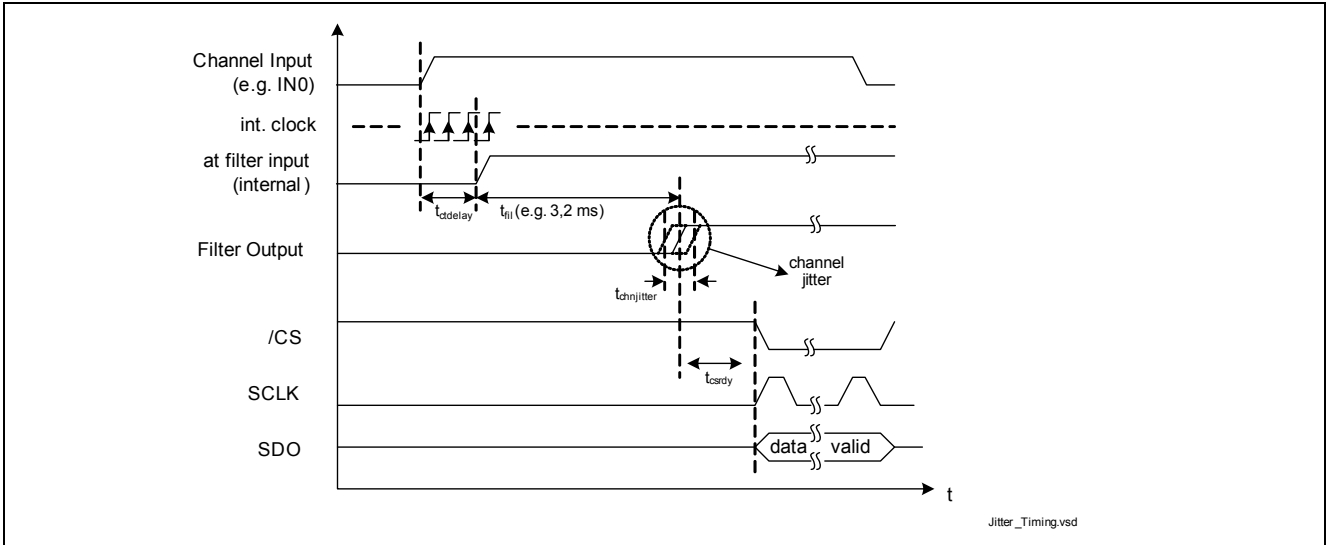 Channel Input
(e.g. IN0)
int. clock
at filter input
(internal )
tctdelay
tfil (e.g. 3,2 ms)
Filter Output
channel
jitter
tchnjitter
/CS
tcsrdy
SCLK
SDO
data valid
t
Jitter_Timing.vsd